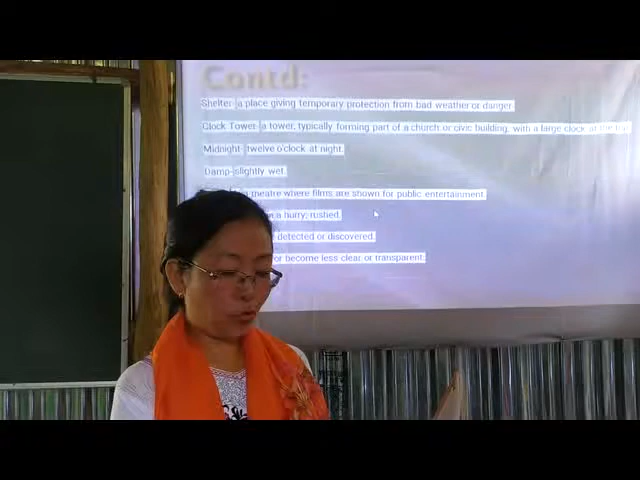 Contd:
Shelter- a place giving temporary protection from bad weather or danger.
Clock Tower- a tower, typically forming part of a church or civic building, with a large clock at the top.
Midnight- twelve o'clock at night.
Damp- slightly wet.
theatre where films are shown for public entertainment.
in a hurry; rushed.
detected or discovered.
or become less clear or transparent.